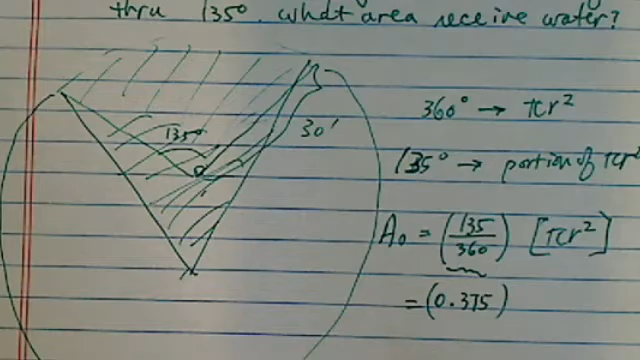 thru 135°. what area receive water?
135°
30'
360° → πr²
135° → portion of πr²
A₀ = (135/360) [πr²]
= (0.375)